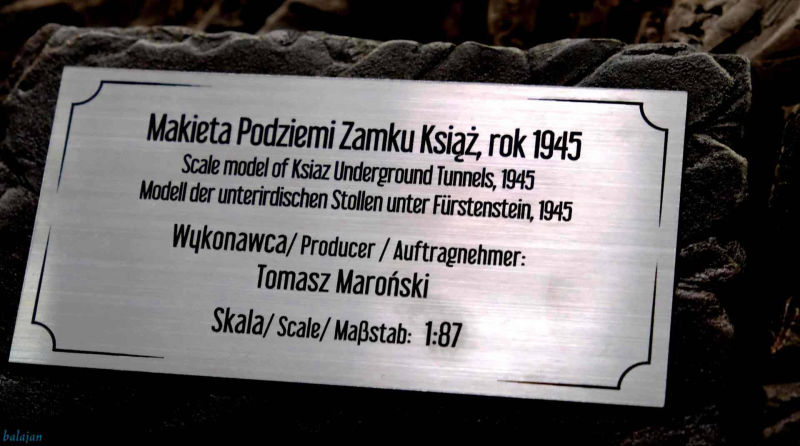 Makieta Podziemi Zamku Książ, rok 1945
Scale model of Ksiaz Underground Tunnels, 1945
Modell der unterirdischen Stollen unter Fürstenstein, 1945
Wykonawca/ Producer / Auftragnehmer:
Tomasz Maroński
Skala/ Scale/ Maβstab: 1:87
balajan